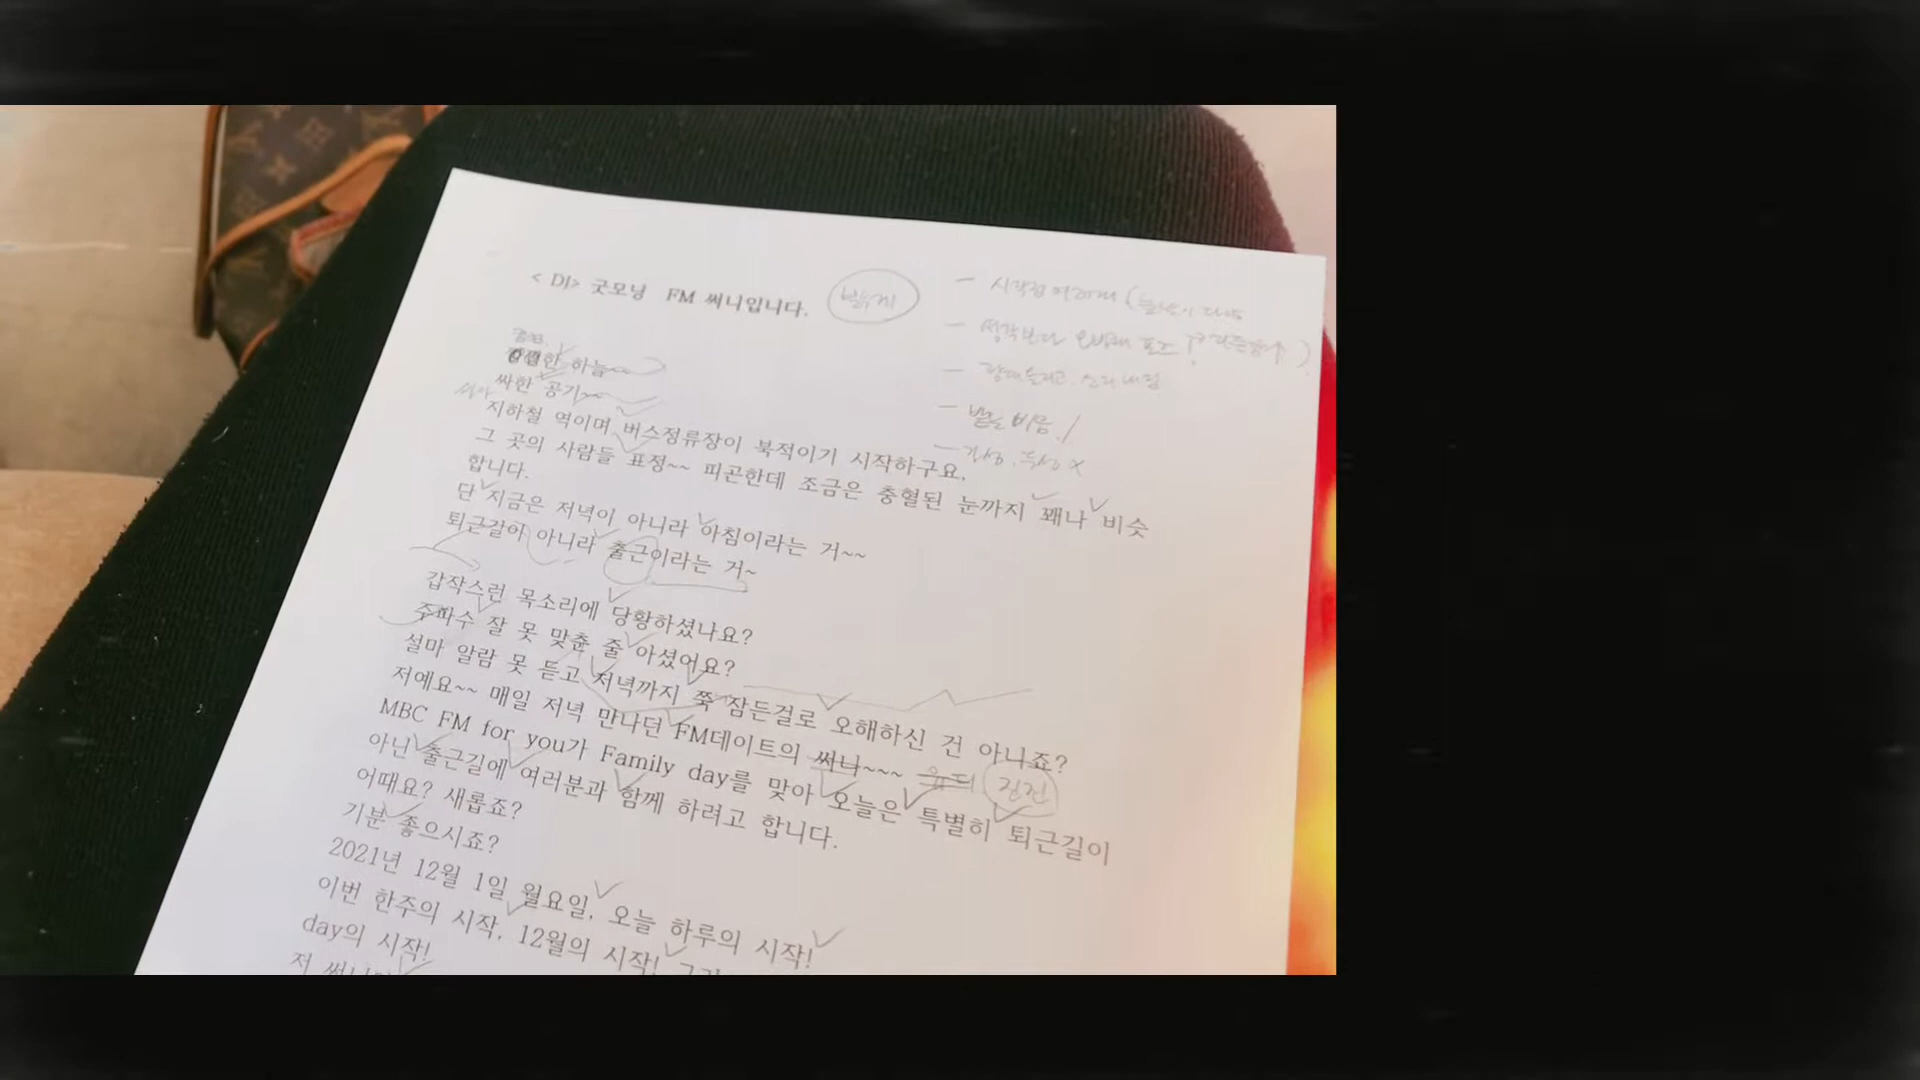 < DJ> 굿모닝 FM 써니입니다. 밝게
한 하늘~~
싸한 공기~~
지하철 역이며 버스정류장이 북적이기 시작하구요,
그 곳의 사람들 표정~~ 피곤한데 조금은 충혈된 눈까지 꽤나 비슷
합니다.
단 지금은 저녁이 아니라 아침이라는 거~~
퇴근길이 아니라 출근이라는 거~
갑작스런 목소리에 당황하셨나요?
주파수 잘 못 맞춘 줄 아셨어요?
설마 알람 못 듣고 저녁까지 쭉 잠든걸로 오해하신 건 아니죠?
저예요~~ 매일 저녁 만나던 FM데이트의 써니~~~
MBC FM for you가 Family day를 맞아 오늘은 특별히 퇴근길이
아닌 출근길에 여러분과 함께 하려고 합니다.
어때요? 새롭죠?
기분 좋으시죠?
2021년 12월 1일 월요일, 오늘 하루의 시작!
이번 한주의 시작, 12월의 시작!
day의 시작!
저